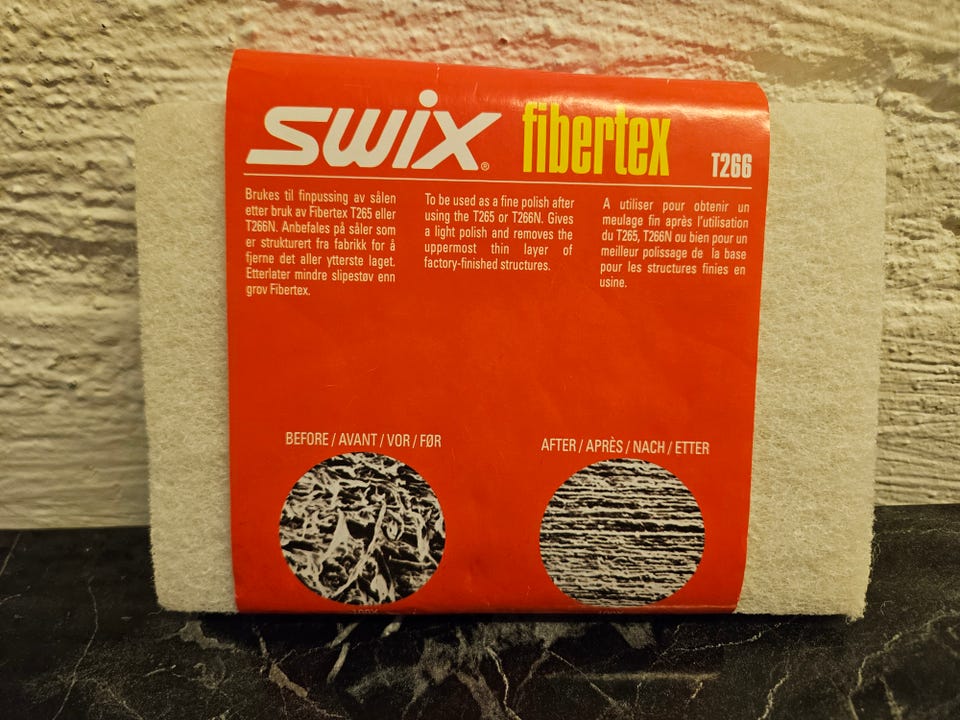 swix®
fibertex
T266
Brukes til finpussing av sålen
etter bruk av Fibertex T265 eller
T266N. Anbefales på såler som
er strukturert fra fabrikk for å
fjerne det aller ytterste laget.
Etterlater mindre slipestøv enn
grov Fibertex.
To be used as a fine polish after
using the T265 or T266N. Gives
a light polish and removes the
uppermost thin layer of
factory-finished structures.
A utiliser pour obtenir un
meulage fin après l'utilisation
du T265, T266N ou bien pour un
meilleur polissage de la base
pour les structures finies en
usine.
BEFORE / AVANT / VOR / FØR
AFTER / APRÈS / NACH / ETTER